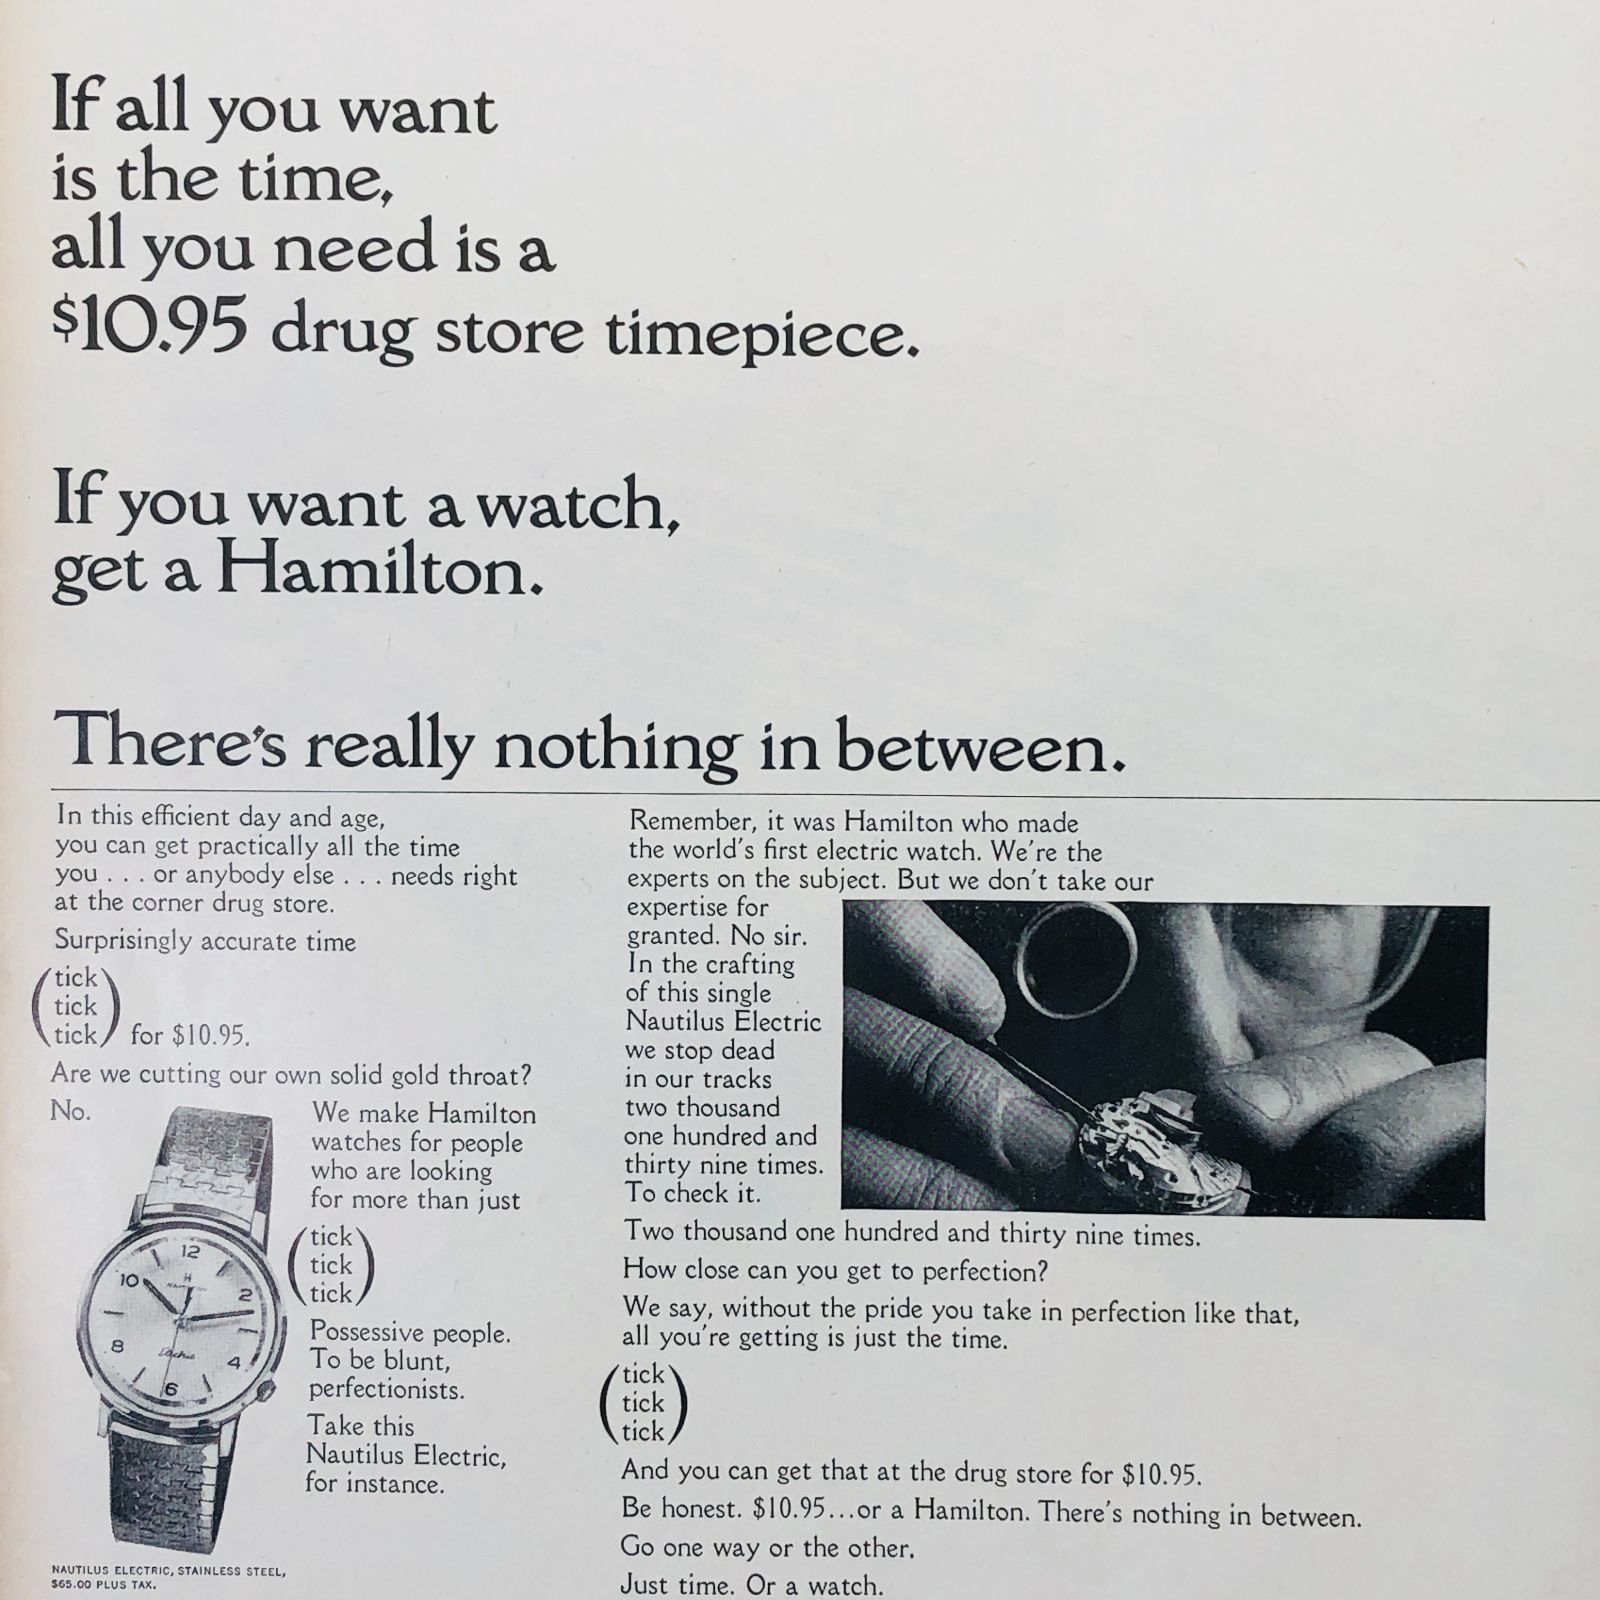 If all you want
is the time,
all you need is a
$10.95 drug store timepiece.
If you want a watch,
get a Hamilton.
There's really nothing in between.
In this efficient day and age,
you can get practically all the time
you . . . or anybody else . . . needs right
at the corner drug store.
Surprisingly accurate time
(tick
tick
tick) for $10.95.
Are we cutting our own solid gold throat?
No.
We make Hamilton
watches for people
who are looking
for more than just
(tick
tick
tick)
Possessive people.
To be blunt,
perfectionists.
Take this
Nautilus Electric,
for instance.
12
H
HAMILTON
10
2
8
4
6
Electric
NAUTILUS ELECTRIC, STAINLESS STEEL,
$65.00 PLUS TAX.
Remember, it was Hamilton who made
the world's first electric watch. We're the
experts on the subject. But we don't take our
expertise for
granted. No sir.
In the crafting
of this single
Nautilus Electric
we stop dead
in our tracks
two thousand
one hundred and
thirty nine times.
To check it.
Two thousand one hundred and thirty nine times.
How close can you get to perfection?
We say, without the pride you take in perfection like that,
all you're getting is just the time.
(tick
tick
tick)
And you can get that at the drug store for $10.95.
Be honest. $10.95...or a Hamilton. There's nothing in between.
Go one way or the other.
Just time. Or a watch.